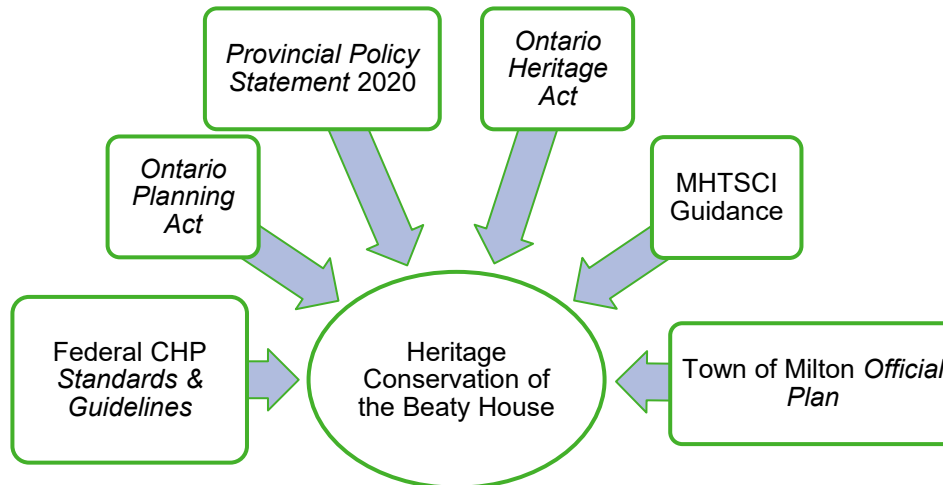 Provincial Policy
Statement 2020
Ontario
Heritage
Act
Ontario
Planning
Act
MHTSCI
Guidance
Federal CHP
Standards &
Guidelines
Heritage
Conservation of
the Beaty House
Town of Milton Official
Plan